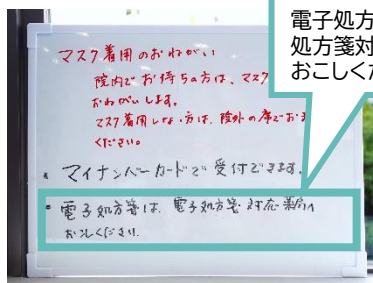 電子処方
処方箋対
おこしくた
マスク着用のおねがい
院内でお待ちの方は、マスク
おねがいします。
マスク着用しない方は、院外の席でお
ください。
マイナンバーカードで受付できます。
電子処方箋は、電子処方箋対応薬局へ
おこしください。